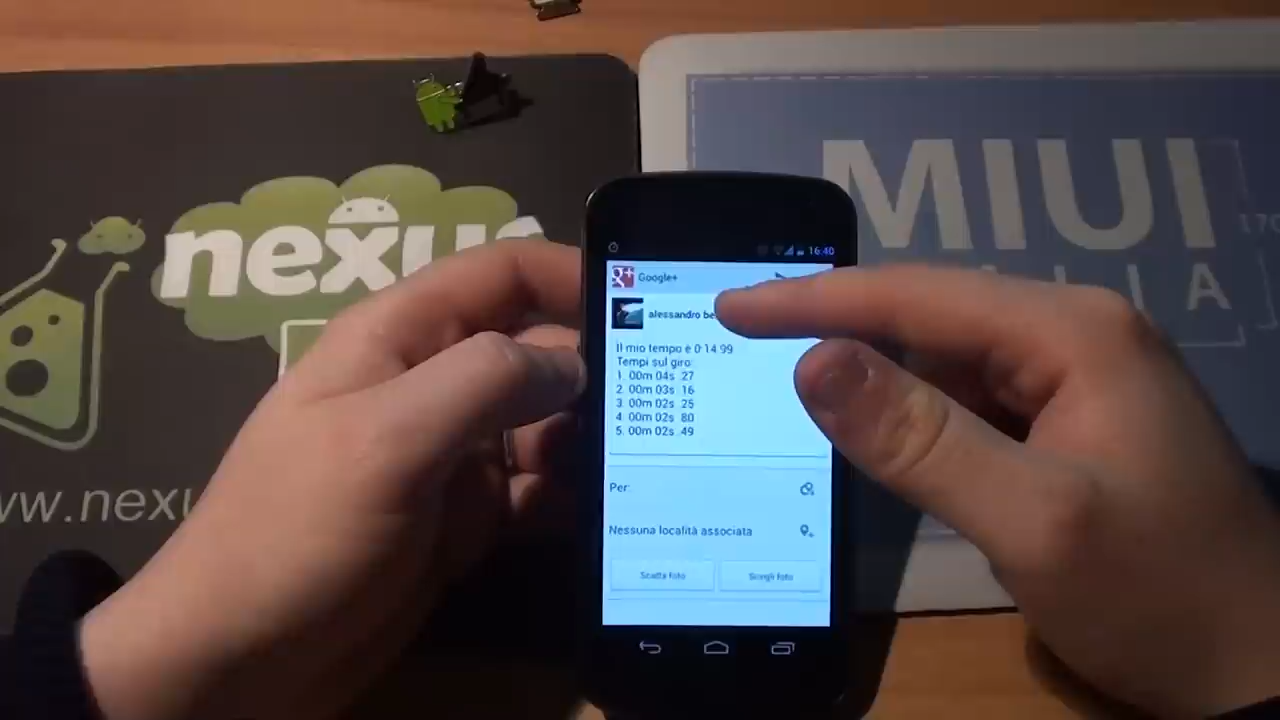 nexus
www.nexu
MIUI
ALIA
16:40
Google+
alessandro be
Il mio tempo è 0:14.99
Tempi sul giro:
1. 00m 04s .27
2. 00m 03s .16
3. 00m 02s .25
4. 00m 02s .80
5. 00m 02s .49
Per:
Nessuna località associata
Scatta foto
Scegli foto